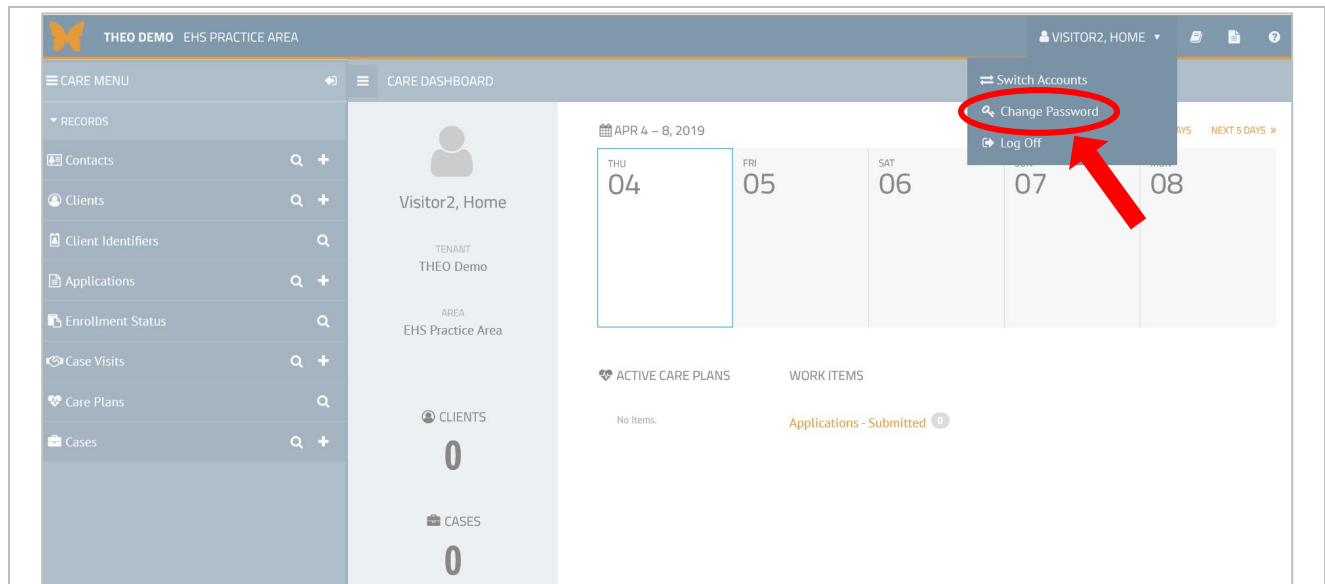 THEO DEMO EHS PRACTICE AREA
VISITOR2, HOME
CARE MENU
CARE DASHBOARD
Switch Accounts
Change Password
Log Off
RECORDS
Contacts
Clients
Client Identifiers
Applications
Enrollment Status
Case Visits
Care Plans
Cases
Visitor2, Home
TENANT
THEO Demo
AREA
EHS Practice Area
CLIENTS
0
CASES
0
APR 4 – 8, 2019
NEXT 5 DAYS »
THU
04
FRI
05
SAT
06
07
08
ACTIVE CARE PLANS
WORK ITEMS
No items.
Applications - Submitted 0